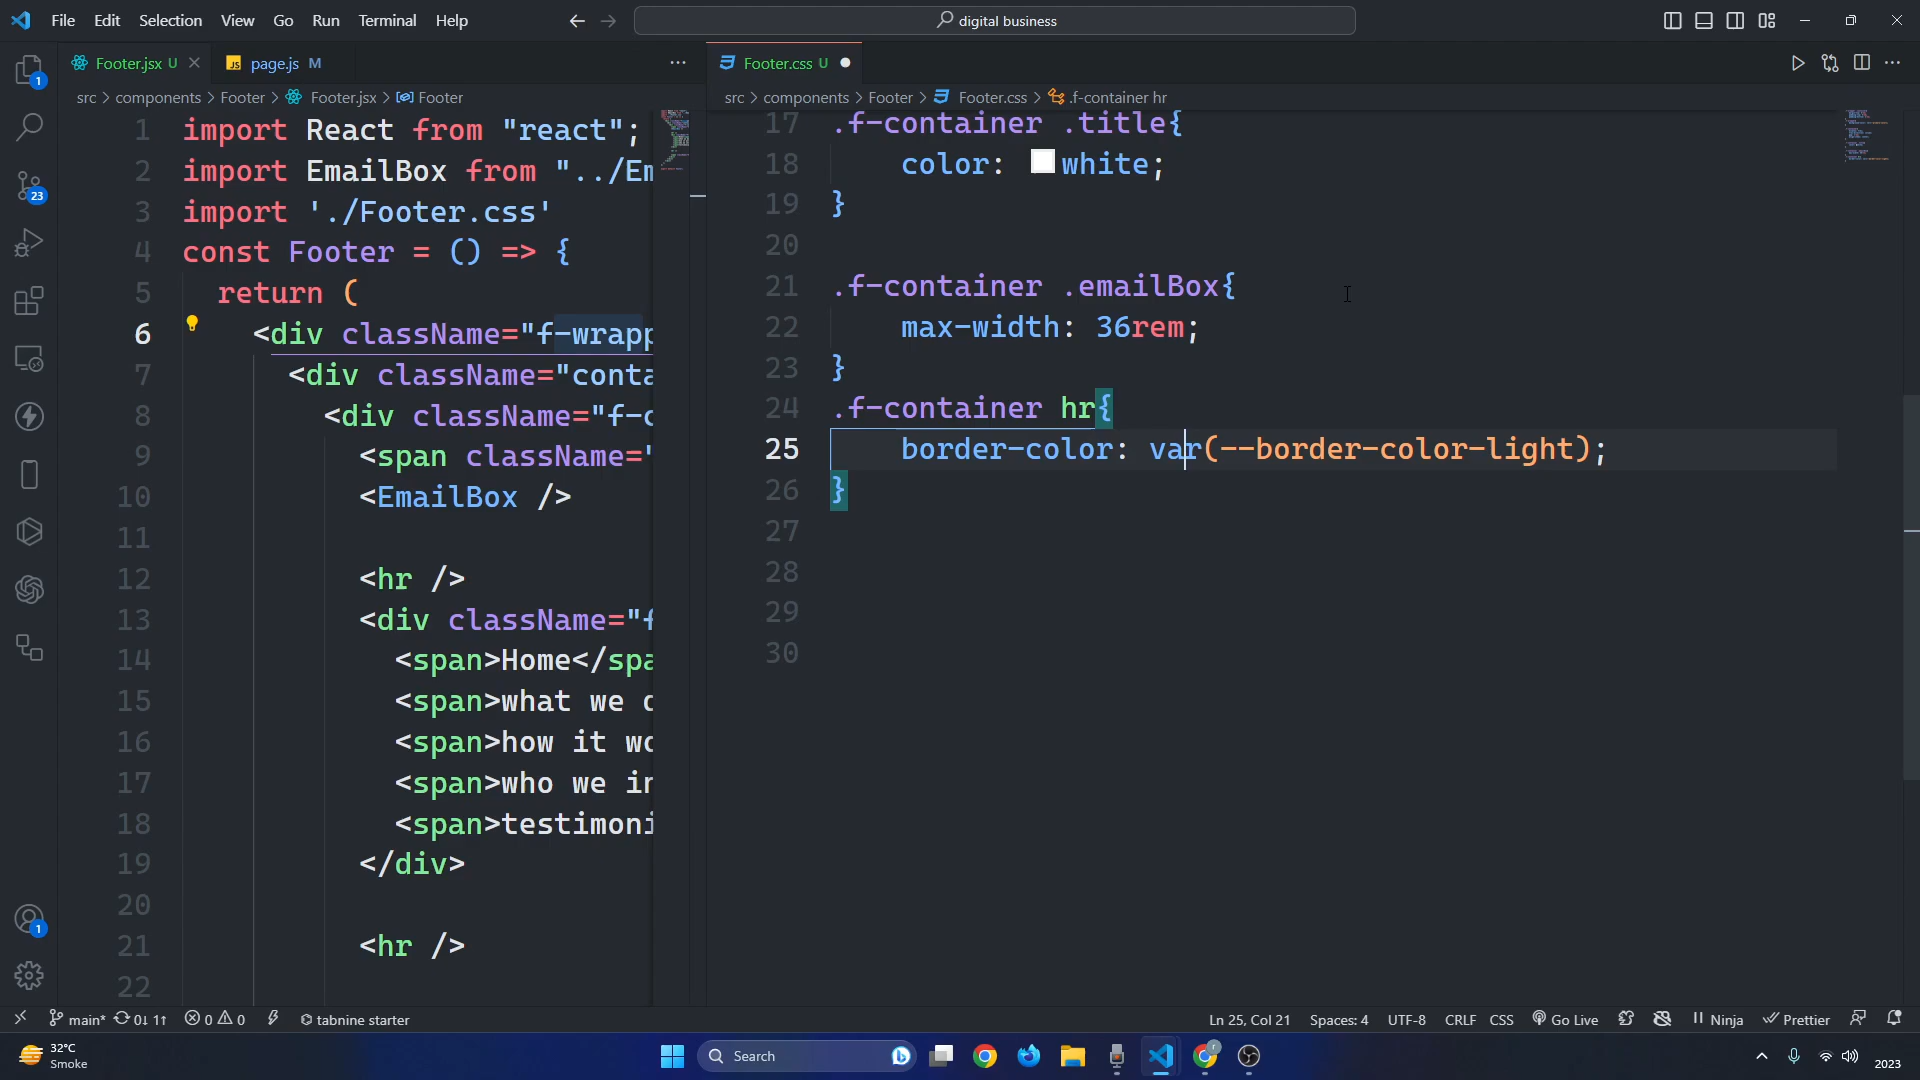 File Edit Selection View Go Run Terminal Help
digital business
Footer.jsx U
page.js M
Footer.css U
src > components > Footer > Footer.jsx > Footer
src > components > Footer > Footer.css > .f-container hr
1 import React from "react";
2 import EmailBox from "../Em
3 import './Footer.css'
4 const Footer = () => {
5 return (
6 <div className="f-wrapp
7 <div className="conta
8 <div className="f-c
9 <span className="
10 <EmailBox />
11
12 <hr />
13 <div className="f
14 <span>Home</spa
15 <span>what we d
16 <span>how it wo
17 <span>who we in
18 <span>testimoni
19 </div>
20
21 <hr />
22
17 .f-container .title{
18 color: white;
19 }
20
21 .f-container .emailBox{
22 max-width: 36rem;
23 }
24 .f-container hr{
25 border-color: var(--border-color-light);
26 }
27
28
29
30
1
23
1
main* 0↓ 1↑ 0 0 tabnine starter
Ln 25, Col 21 Spaces: 4 UTF-8 CRLF CSS Go Live Ninja Prettier
32°C
Smoke
Search
2023